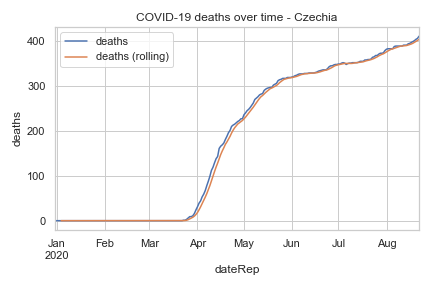 COVID-19 deaths over time - Czechia
deaths
deaths (rolling)
deaths
400
300
200
100
0
Jan Feb Mar Apr May Jun Jul Aug
2020
dateRep